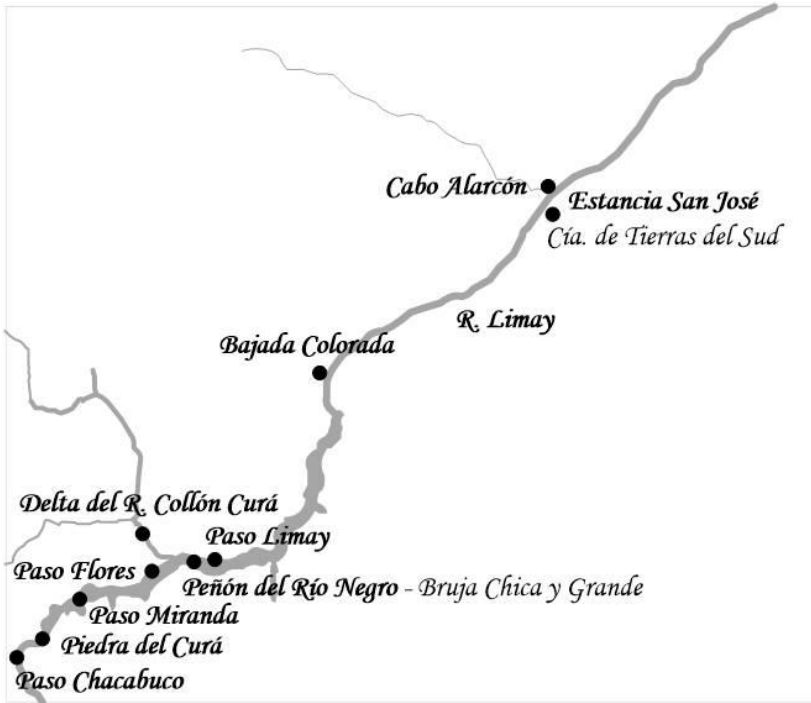 Cabo Alarcón
Estancia San José
Cía. de Tierras del Sud
R. Limay
Bajada Colorada
Delta del R. Collón Curá
Paso Limay
Paso Flores
Peñón del Río Negro - Bruja Chica y Grande
Paso Miranda
Piedra del Curá
Paso Chacabuco